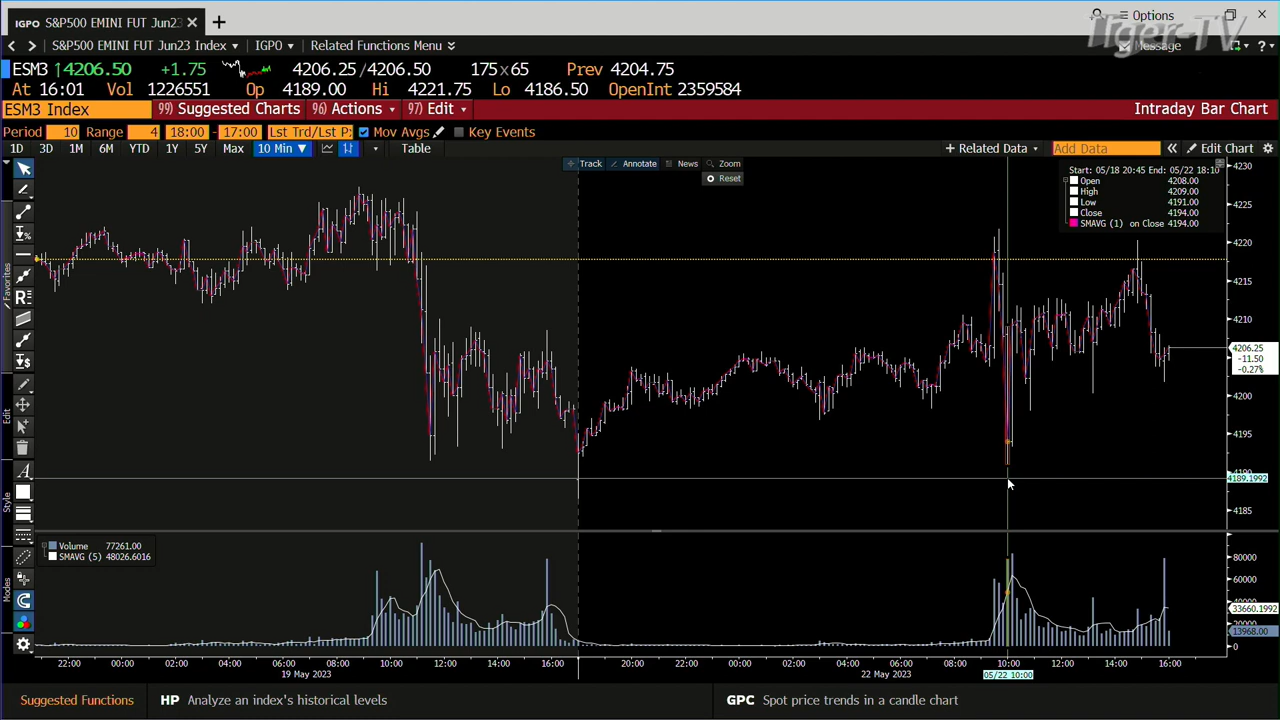 IGPO S&P500 EMINI FUT Jun23
Options
Tiger-TV
S&P500 EMINI FUT Jun23 Index IGPO Related Functions Menu
Message
ESM3 ↑4206.50 +1.75 4206.25/4206.50 175×65 Prev 4204.75
At 16:01 Vol 1226551 Op 4189.00 Hi 4221.75 Lo 4186.50 OpenInt 2359584
ESM3 Index 99) Suggested Charts 96) Actions 97) Edit Intraday Bar Chart
Period 10 Range 4 18:00 - 17:00 Lst Trd/Lst P: Mov Avgs Key Events
1D 3D 1M 6M YTD 1Y 5Y Max 10 Min ▼ Table + Related Data Add Data « Edit Chart
Track Annotate News Zoom
Reset
Start: 05/18 20:45 End: 05/22 18:10
Open 4208.00
High 4209.00
Low 4191.00
Close 4194.00
SMAVG (1) on Close 4194.00
4230
4225
4220
4215
4210
4206.25
-11.50
-0.27%
4200
4195
4190
4189.1992
4185
Favorites
Edit
Style
Modes
Volume 77261.00
SMAVG (5) 48026.6016
80000
60000
40000
33660.1992
20000
13968.00
0
22:00 00:00 02:00 04:00 06:00 08:00 10:00 12:00 14:00 16:00 20:00 22:00 00:00 02:00 04:00 06:00 08:00 10:00 12:00 14:00 16:00
19 May 2023 22 May 2023 05/22 10:00
Suggested Functions HP Analyze an index's historical levels GPC Spot price trends in a candle chart